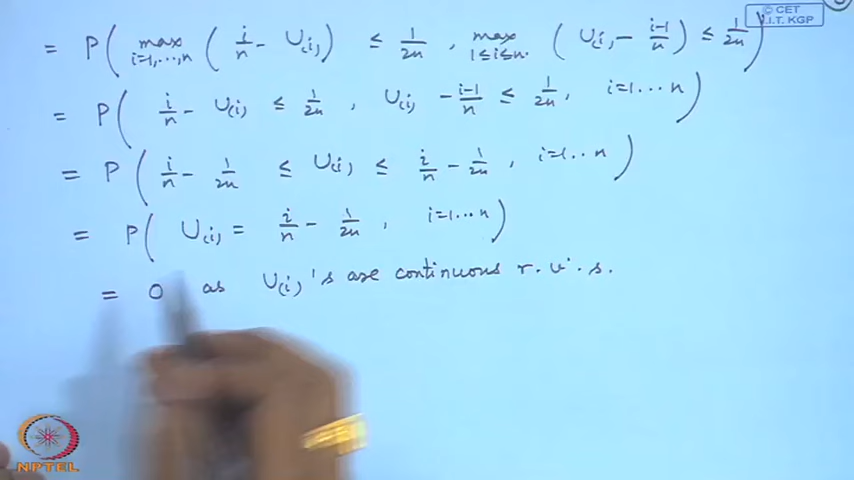 © CET
I.I.T. KGP
= P( max_{i=1,...,n} ( i/n - U_(i) ) ≤ 1/2n , max_{1≤i≤n} ( U_(i) - (i-1)/n ) ≤ 1/2n )
= P( i/n - U_(i) ≤ 1/2n , U_(i) - (i-1)/n ≤ 1/2n , i=1...n )
= P( i/n - 1/2n ≤ U_(i) ≤ i/n - 1/2n , i=1..n )
= P( U_(i) = i/n - 1/2n , i=1...n )
= 0 as U_(i)'s are continuous r.v.s.
NPTEL